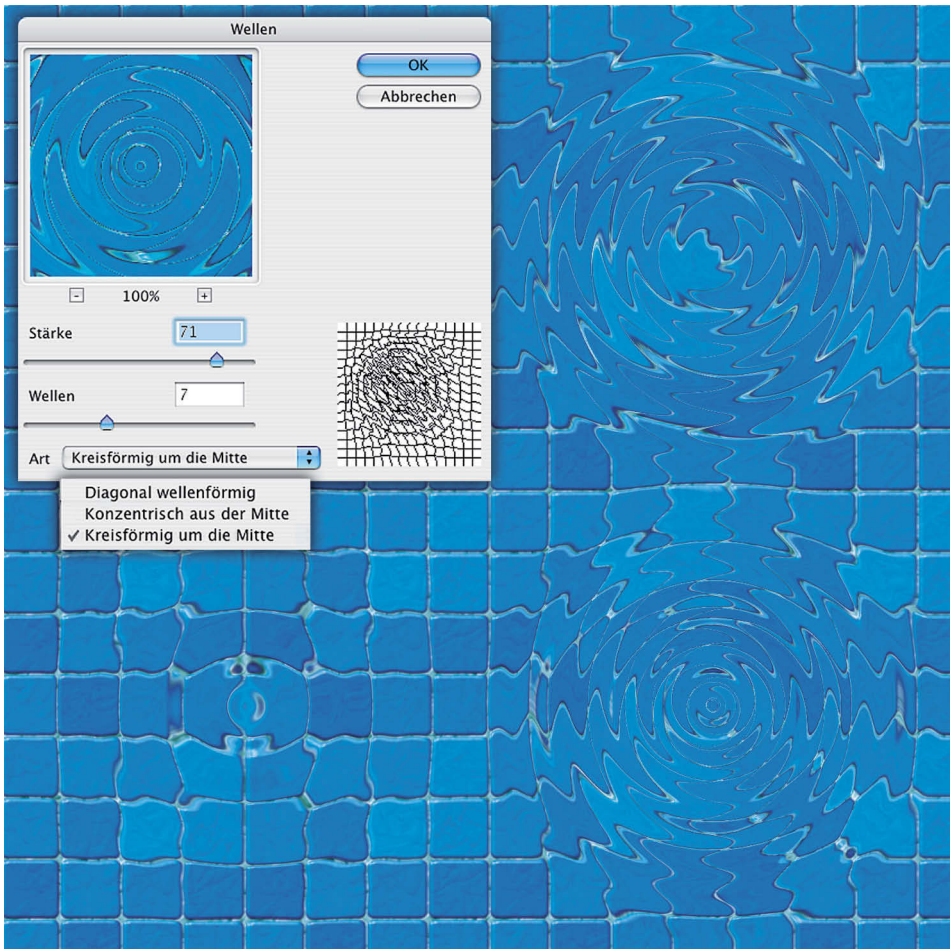 Wellen
OK
Abbrechen
- 100% +
Stärke 71
Wellen 7
Art Kreisförmig um die Mitte
Diagonal wellenförmig
Konzentrisch aus der Mitte
✓ Kreisförmig um die Mitte